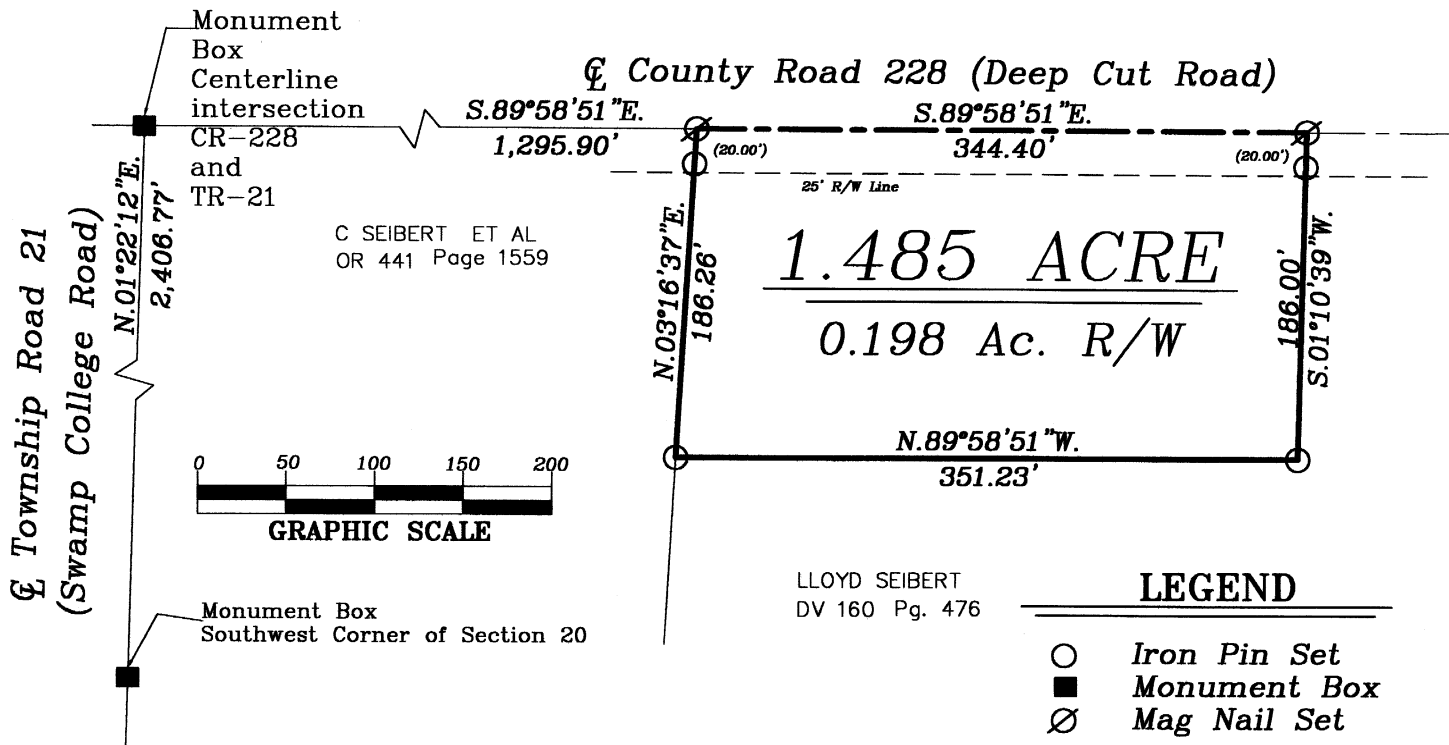 Monument
Box
Centerline
intersection
CR-228
and
TR-21
℄ County Road 228 (Deep Cut Road)
S.89°58'51"E.
1,295.90'
S.89°58'51"E.
344.40'
(20.00')
(20.00')
25' R/W Line
N.01°22'12"E.
2,406.77'
℄ Township Road 21
(Swamp College Road)
C SEIBERT ET AL
OR 441 Page 1559
N.03°16'37"E.
186.26'
1.485 ACRE
0.198 Ac. R/W
186.00'
S.01°10'39"W.
N.89°58'51"W.
351.23'
0 50 100 150 200
GRAPHIC SCALE
Monument Box
Southwest Corner of Section 20
LLOYD SEIBERT
DV 160 Pg. 476
LEGEND
Iron Pin Set
Monument Box
Mag Nail Set